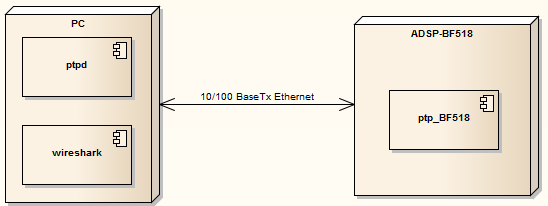 PC
ptpd
wireshark
10/100 BaseTx Ethernet
ADSP-BF518
ptp_BF518